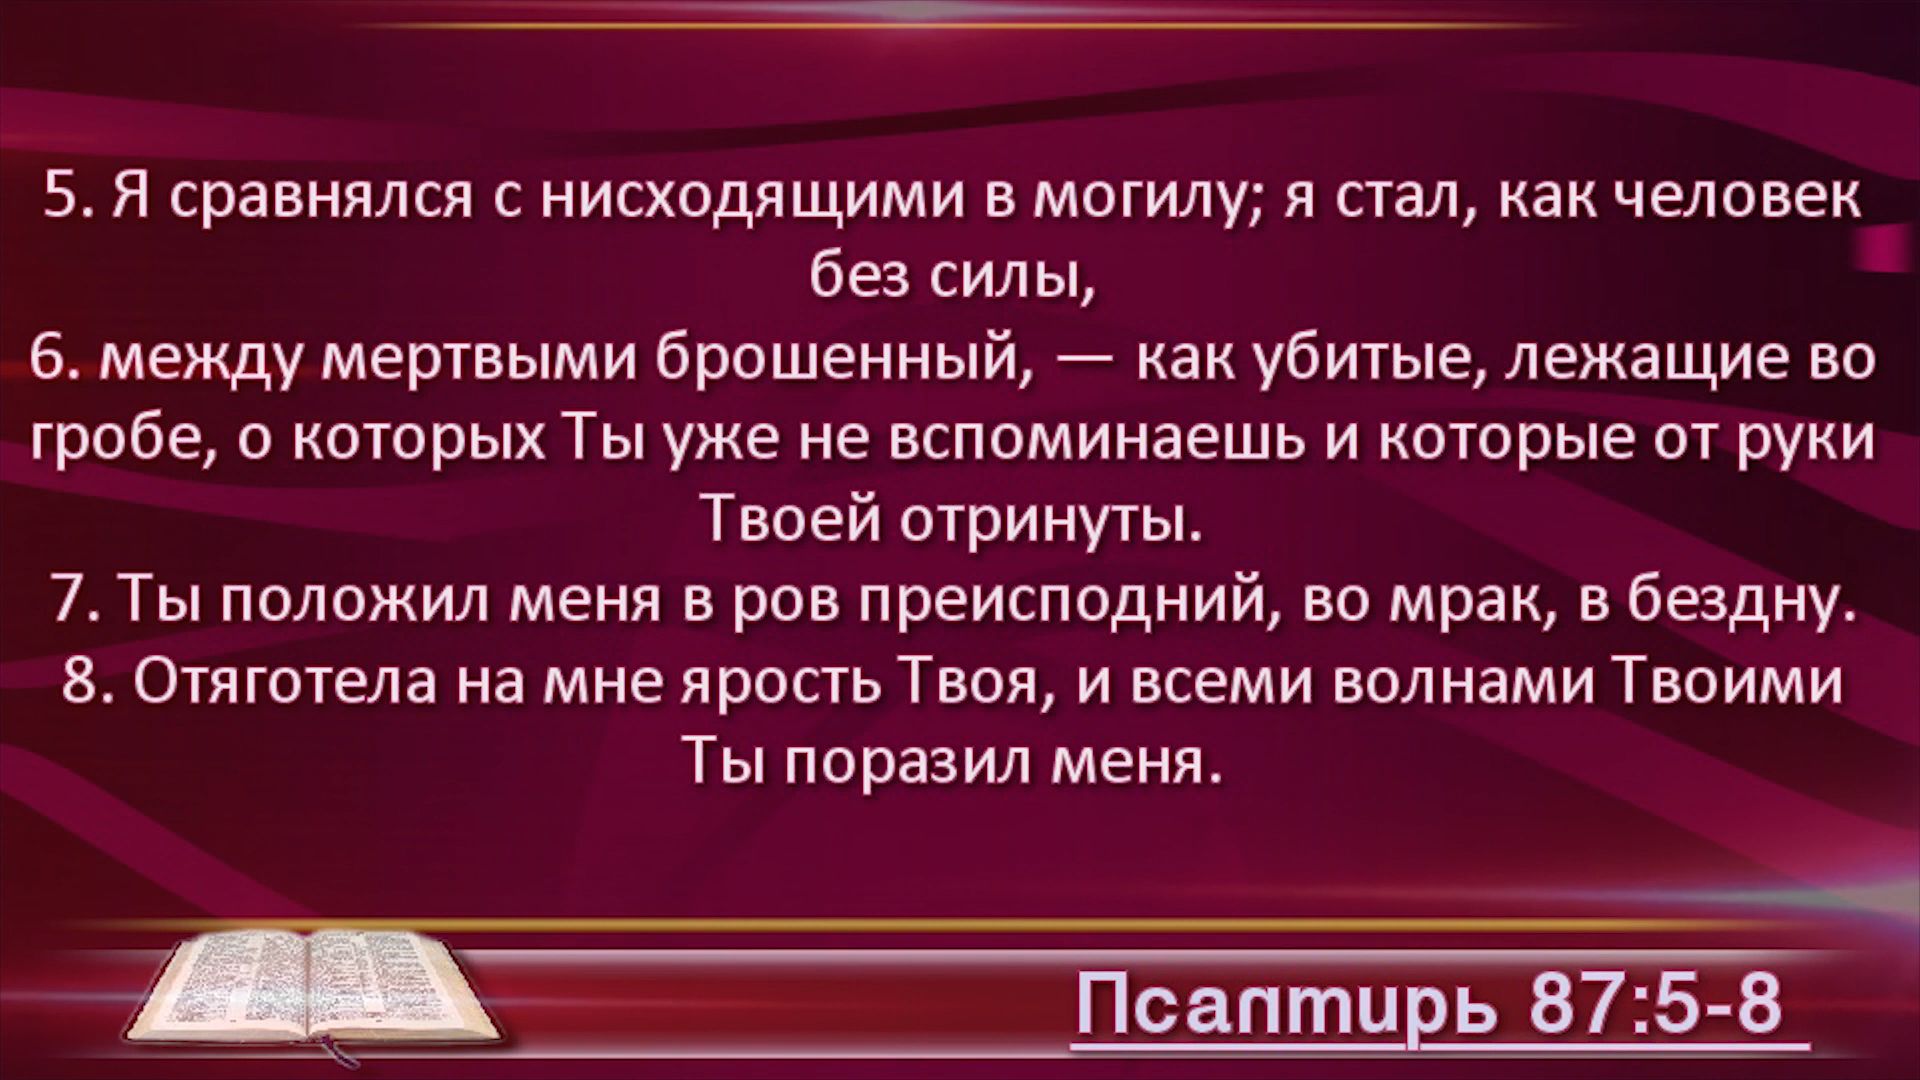 5. Я сравнялся с нисходящими в могилу; я стал, как человек
без силы,
6. между мертвыми брошенный, — как убитые, лежащие во
гробе, о которых Ты уже не вспоминаешь и которые от руки
Твоей отринуты.
7. Ты положил меня в ров преисподний, во мрак, в бездну.
8. Отяготела на мне ярость Твоя, и всеми волнами Твоими
Ты поразил меня.
Псалтирь 87:5-8